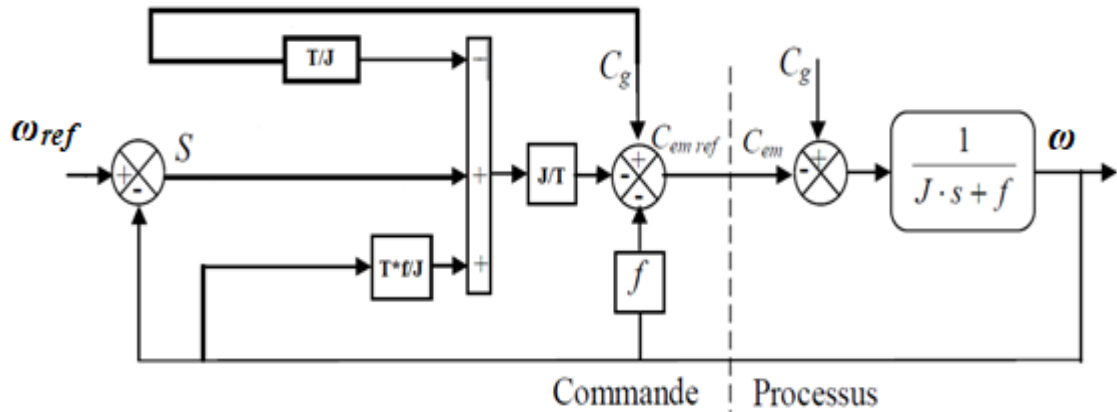 T/J
−
C_g
C_g
ω_ref
+
-
S
+
J/T
+
-
-
C_em ref
C_em
+
-
1
J · s + f
ω
T*f/J
+
f
Commande
Processus